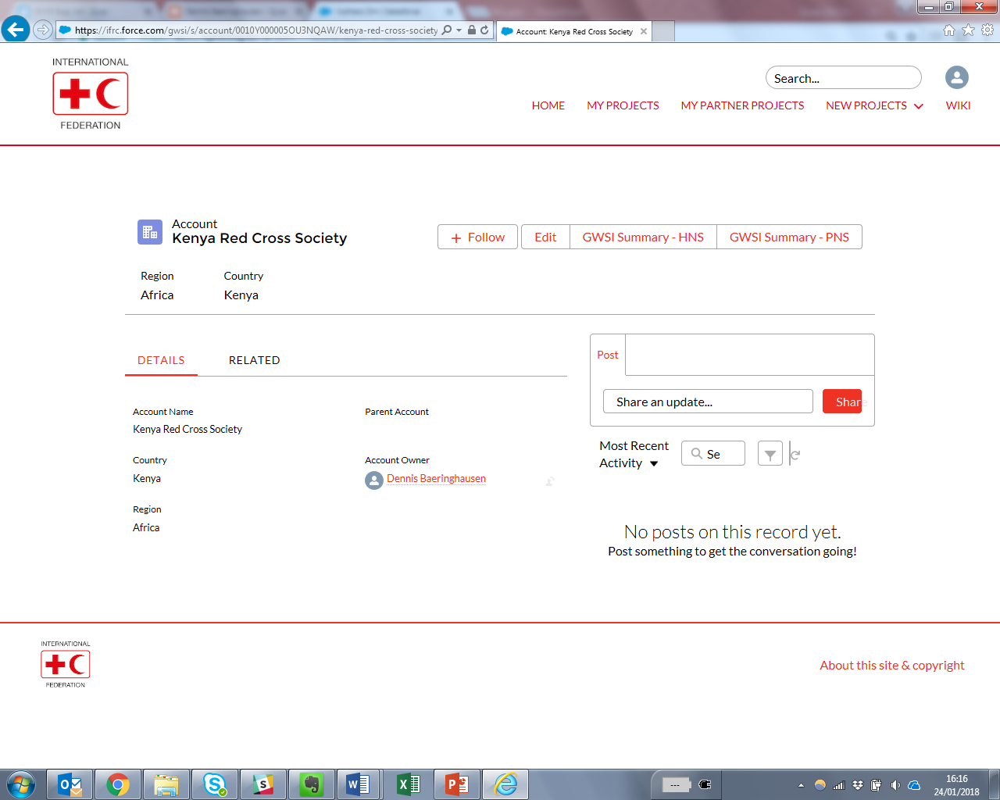 https://ifrc.force.com/gwsi/s/account/0010Y000005OU3NQAW/kenya-red-cross-society
Account: Kenya Red Cross Society
INTERNATIONAL
FEDERATION
Search...
HOME
MY PROJECTS
MY PARTNER PROJECTS
NEW PROJECTS
WIKI
Account
Kenya Red Cross Society
+ Follow
Edit
GWSI Summary - HNS
GWSI Summary - PNS
Region
Country
Africa
Kenya
DETAILS
RELATED
Account Name
Kenya Red Cross Society
Parent Account
Country
Kenya
Account Owner
Dennis Baeringhausen
Region
Africa
Post
Share an update...
Share
Most Recent
Activity
Se
No posts on this record yet.
Post something to get the conversation going!
INTERNATIONAL
FEDERATION
About this site & copyright
---
16:16
24/01/2018